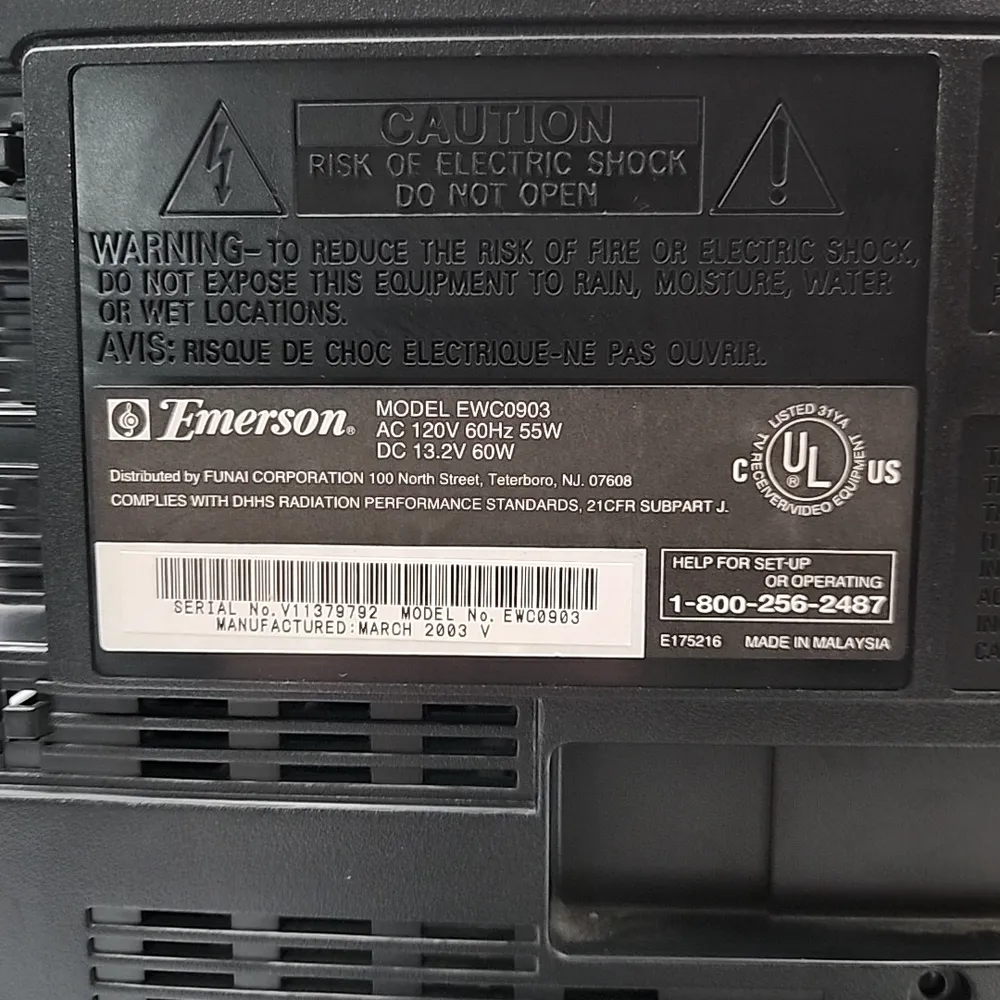 CAUTION
RISK OF ELECTRIC SHOCK
DO NOT OPEN
WARNING- TO REDUCE THE RISK OF FIRE OR ELECTRIC SHOCK,
DO NOT EXPOSE THIS EQUIPMENT TO RAIN, MOISTURE, WATER
OR WET LOCATIONS.
AVIS: RISQUE DE CHOC ELECTRIQUE-NE PAS OUVRIR.
Emerson®
MODEL EWC0903
AC 120V 60Hz 55W
DC 13.2V 60W
Distributed by FUNAI CORPORATION 100 North Street, Teterboro, NJ. 07608
COMPLIES WITH DHHS RADIATION PERFORMANCE STANDARDS, 21CFR SUBPART J.
LISTED 31YA
C UL® US
TV RECEIVER/VIDEO EQUIPMENT
SERIAL No. V11379792 MODEL No. EWC0903
MANUFACTURED:MARCH 2003 V
HELP FOR SET-UP
OR OPERATING
1-800-256-2487
E175216 MADE IN MALAYSIA